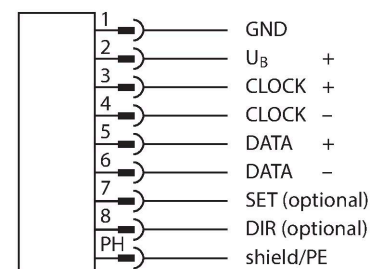 1 GND
2 U_B +
3 CLOCK +
4 CLOCK –
5 DATA +
6 DATA –
7 SET (optional)
8 DIR (optional)
PH shield/PE